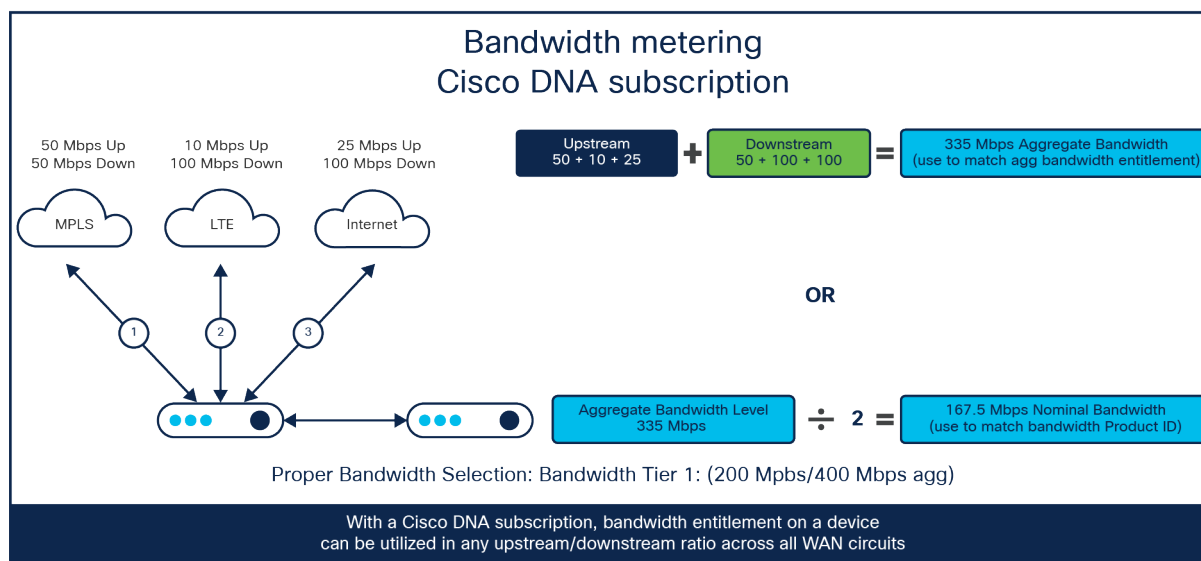 Bandwidth metering
Cisco DNA subscription
50 Mbps Up
50 Mbps Down
10 Mbps Up
100 Mbps Down
25 Mbps Up
100 Mbps Down
MPLS
LTE
Internet
1
2
3
Upstream
50 + 10 + 25
+
Downstream
50 + 100 + 100
=
335 Mbps Aggregate Bandwidth
(use to match agg bandwidth entitlement)
OR
Aggregate Bandwidth Level
335 Mbps
÷ 2 =
167.5 Mbps Nominal Bandwidth
(use to match bandwidth Product ID)
Proper Bandwidth Selection: Bandwidth Tier 1: (200 Mpbs/400 Mbps agg)
With a Cisco DNA subscription, bandwidth entitlement on a device
can be utilized in any upstream/downstream ratio across all WAN circuits